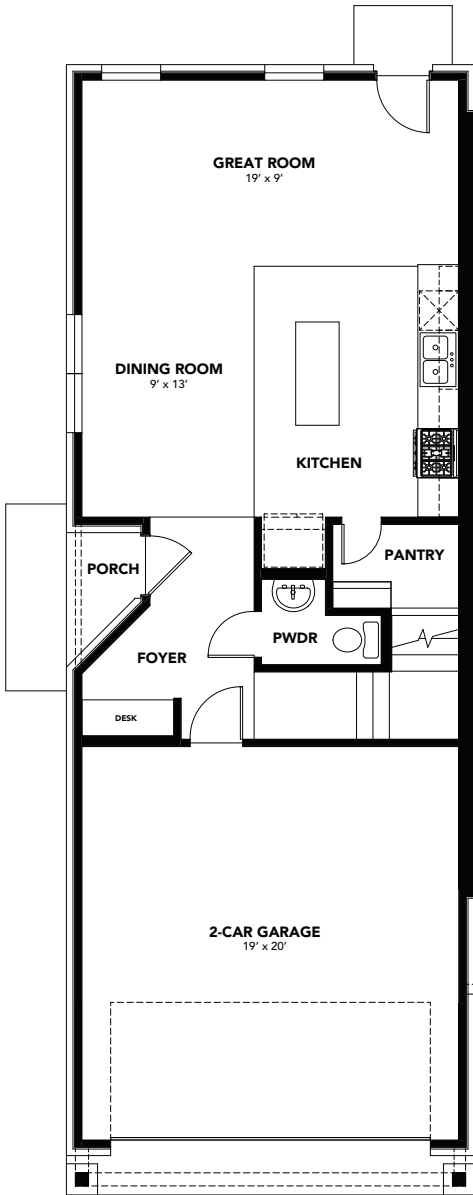 GREAT ROOM
19’ x 9’
DINING ROOM
9’ x 13’
KITCHEN
PANTRY
PORCH
PWDR
FOYER
DESK
2-CAR GARAGE
19’ x 20’